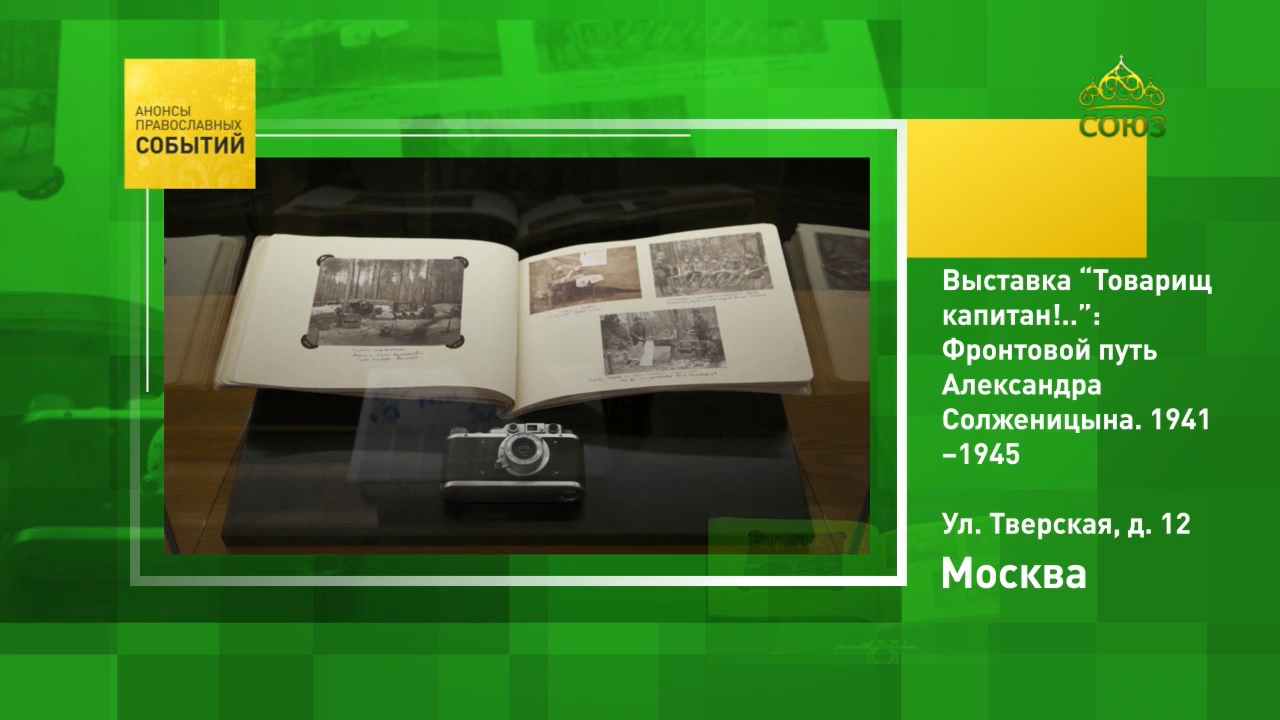 АНОНСЫ
ПРАВОСЛАВНЫХ
СОБЫТИЙ
СОЮЗ
Выставка “Товарищ
капитан!..”:
Фронтовой путь
Александра
Солженицына. 1941
–1945
Ул. Тверская, д. 12
Москва